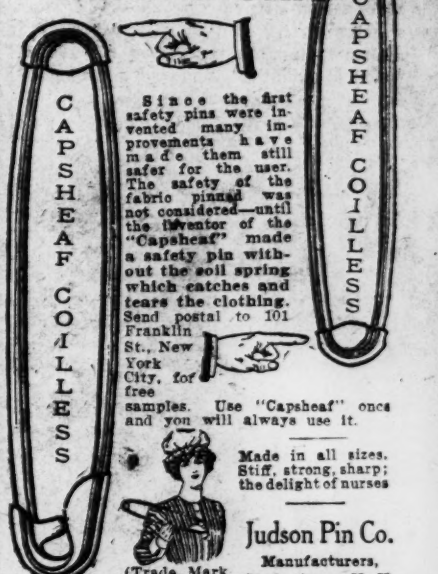 CAPSHEAF COILLESS
Since the first
safety pins were in-
vented many im-
provements have
made them still
safer for the user.
The safety of the
fabric pinned was
not considered—until
the inventor of the
"Capsheaf" made
a safety pin with-
out the coil spring
which catches and
tears the clothing.
Send postal to 101
Franklin
St., New
York
City, for
free
samples. Use "Capsheaf" once
and you will always use it.
CAPSHEAF COILLESS
Made in all sizes.
Stiff, strong, sharp;
the delight of nurses
Judson Pin Co.
Manufacturers,
(Trade Mark